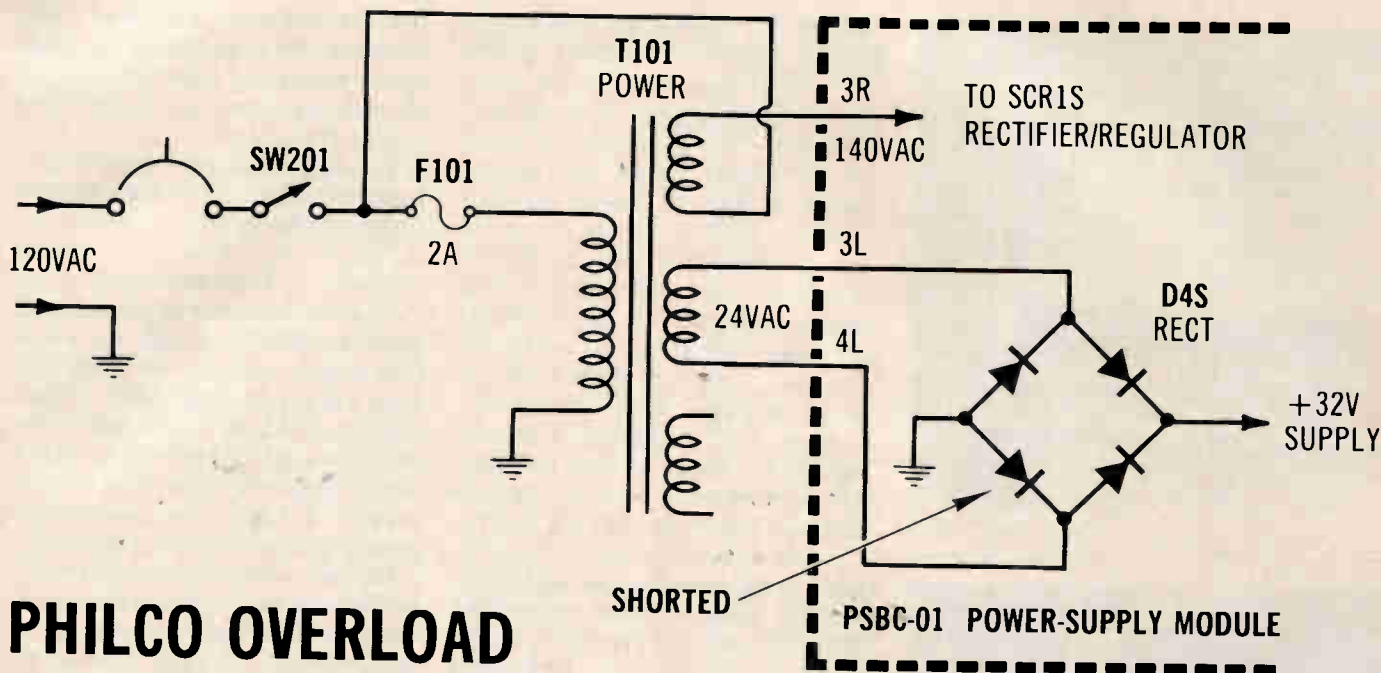 T101
POWER
3R
140VAC
TO SCR1S
RECTIFIER/REGULATOR
SW201
F101
2A
120VAC
3L
24VAC
4L
D4S
RECT
+32V
SUPPLY
SHORTED
PSBC-01 POWER-SUPPLY MODULE
PHILCO OVERLOAD